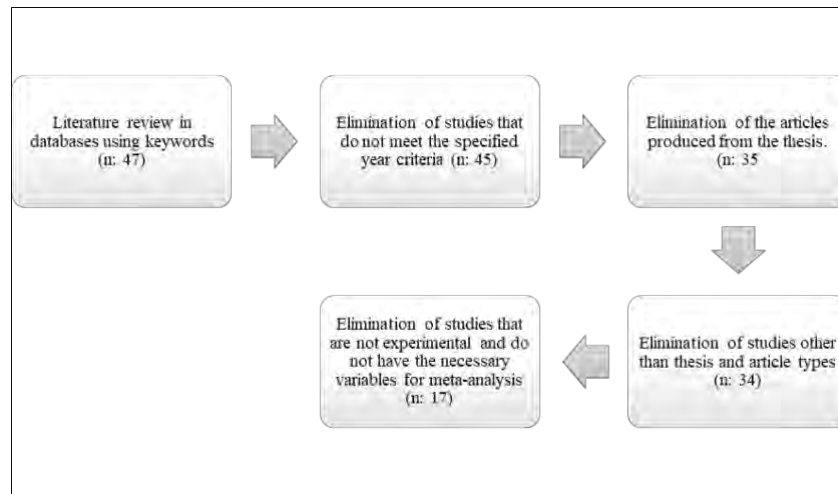 Literature review in
databases using keywords
(n: 47)
Elimination of studies that
do not meet the specified
year criteria (n: 45)
Elimination of the articles
produced from the thesis.
(n: 35
Elimination of studies other
than thesis and article types
(n: 34)
Elimination of studies that
are not experimental and do
not have the necessary
variables for meta-analysis
(n: 17)